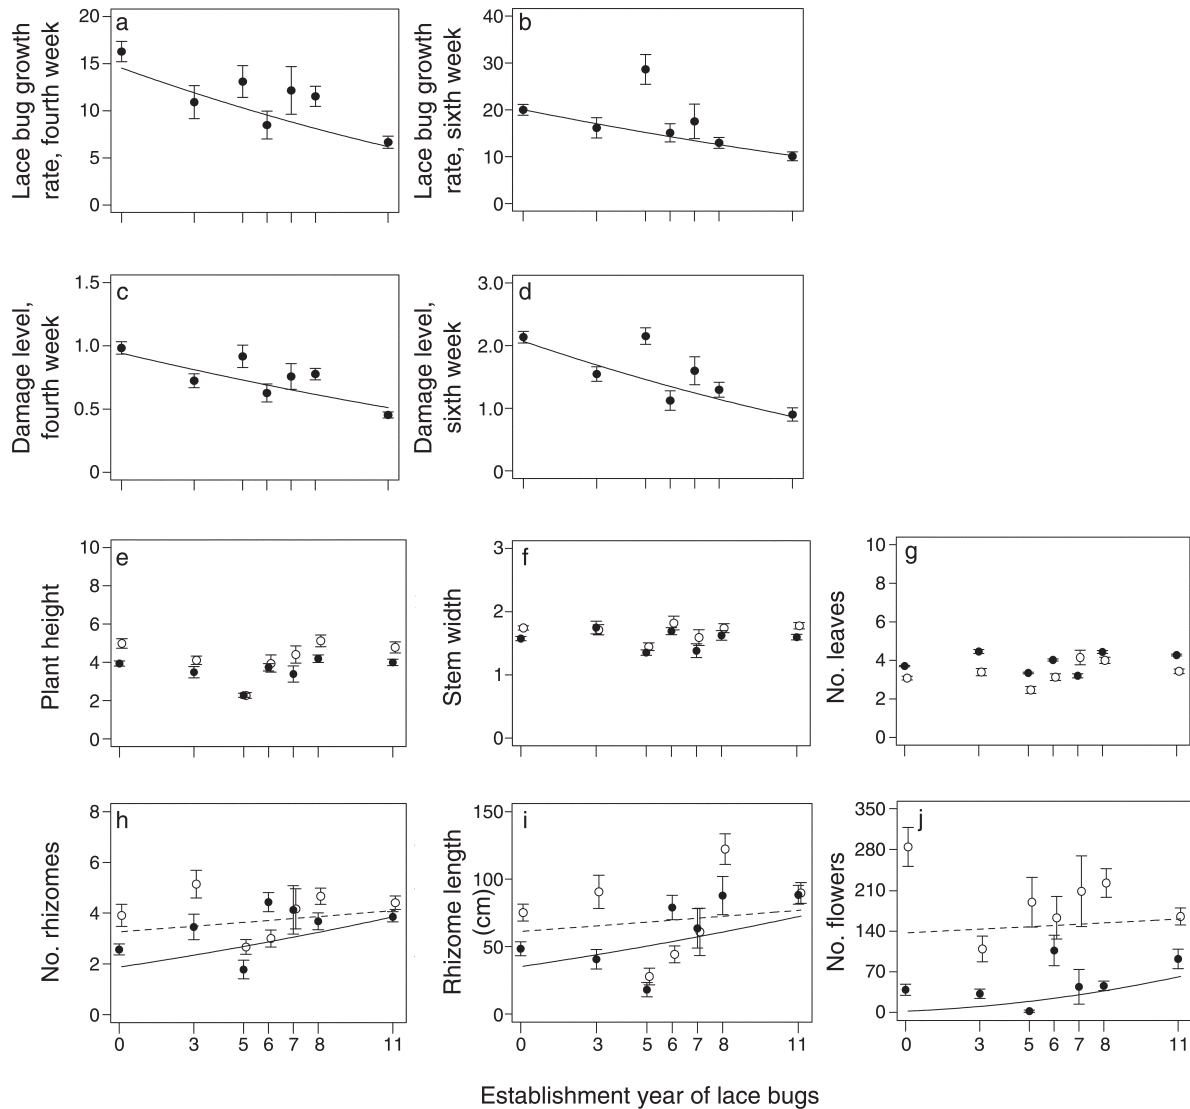 a
Lace bug growth
rate, fourth week
20
15
10
5
0
b
Lace bug growth
rate, sixth week
40
30
20
10
0
c
Damage level,
fourth week
1.5
1.0
0.5
0
d
Damage level,
sixth week
3.0
2.0
1.0
0
e
Plant height
10
8
6
4
2
0
f
Stem width
3
2
1
0
g
No. leaves
10
8
6
4
2
0
h
No. rhizomes
8
6
4
2
0
0 3 5 6 7 8 11
i
Rhizome length
(cm)
150
100
50
0
0 3 5 6 7 8 11
j
No. flowers
350
280
210
140
70
0
0 3 5 6 7 8 11
Establishment year of lace bugs